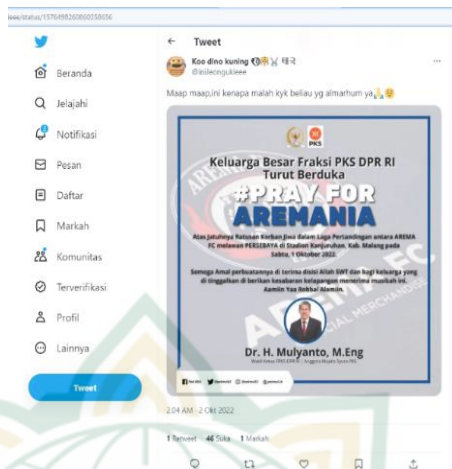 Tweet
Koo dino kuning
Beranda
Jelajahi
Notifikasi
Pesan
Daftar
Markah
Komunitas
Terverifikasi
Profil
Lainnya
Tweet
Maap maap,ini kenapa malah kyk beliau yg almarhum ya
PKS
Keluarga Besar Fraksi PKS DPR RI
Turut Berduka
#PRAY FOR
AREMANIA
Atas Jatuhnya Ratusan Korban Jiwa dalam Laga Pertandingan antara AREMA
FC melawan PERSEBAYA di Stadion Kanjuruhan, Kab. Malang pada
Sabtu, 1 Oktober 2022
Semoga Amal perbuatannya di terima disisi Allah SWT dan bagi keluarga yang
di tinggalkan di berikan kesabaran kelapangan menerima musibah ini.
Aamiin Yaa Robbal Alamiin.
AREMA FC
OFFICIAL MERCHANDISE
Dr. H. Mulyanto, M.Eng
2.04 AM · 2 Okt 2022
1 Retweet 46 Suka 1 Markah